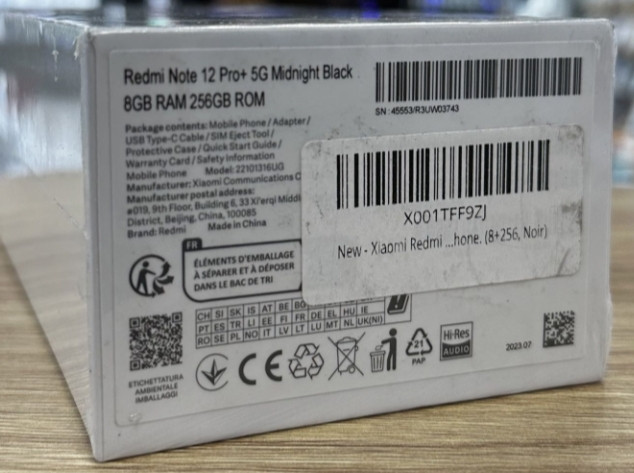 Redmi Note 12 Pro+ 5G Midnight Black
8GB RAM 256GB ROM
SN : 45553/R3UW03743
Package contents: Mobile Phone / Adapter /
USB Type-C Cable / SIM Eject Tool /
Protective Case / Quick Start Guide /
Warranty Card / Safety Information
Mobile Phone Model: 22101316UG
Manufacturer: Xiaomi Communications C
Manufacturer postal address:
#019, 9th Floor, Building 6, 33 Xi'erqi Middl
District, Beijing, China, 100085
Brand: Redmi Made in China
X001TFF9ZJ
New - Xiaomi Redmi ...hone. (8+256, Noir)
FR
ÉLÉMENTS D'EMBALLAGE
À SÉPARER ET À DÉPOSER
DANS LE BAC DE TRI
CH SI SK IS AT BE BG
PT ES TR LI EE FI FR DE EL HU IE
RO SE PL NO IT LV LT LU MT NL UK(NI)
ETICHETTATURA
AMBIENTALE
IMBALLAGGI
CE
21
PAP
Hi-Res
AUDIO
2023.07